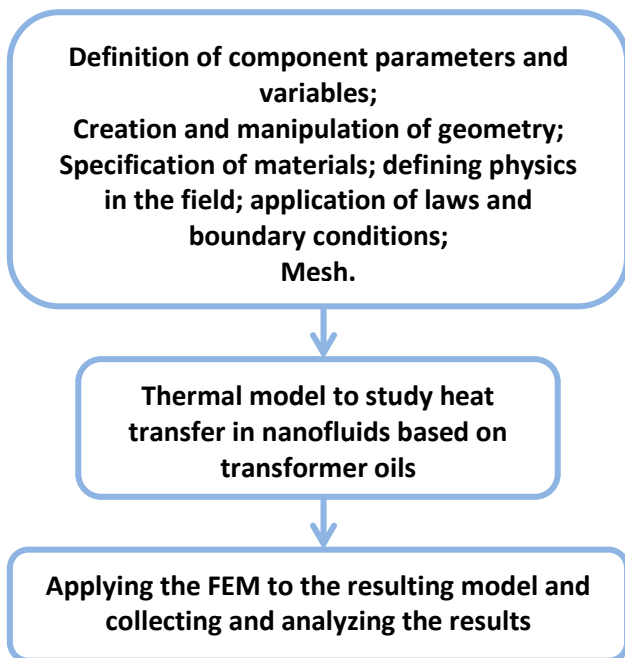 Definition of component parameters and
variables;
Creation and manipulation of geometry;
Specification of materials; defining physics
in the field; application of laws and
boundary conditions;
Mesh.
Thermal model to study heat
transfer in nanofluids based on
transformer oils
Applying the FEM to the resulting model and
collecting and analyzing the results